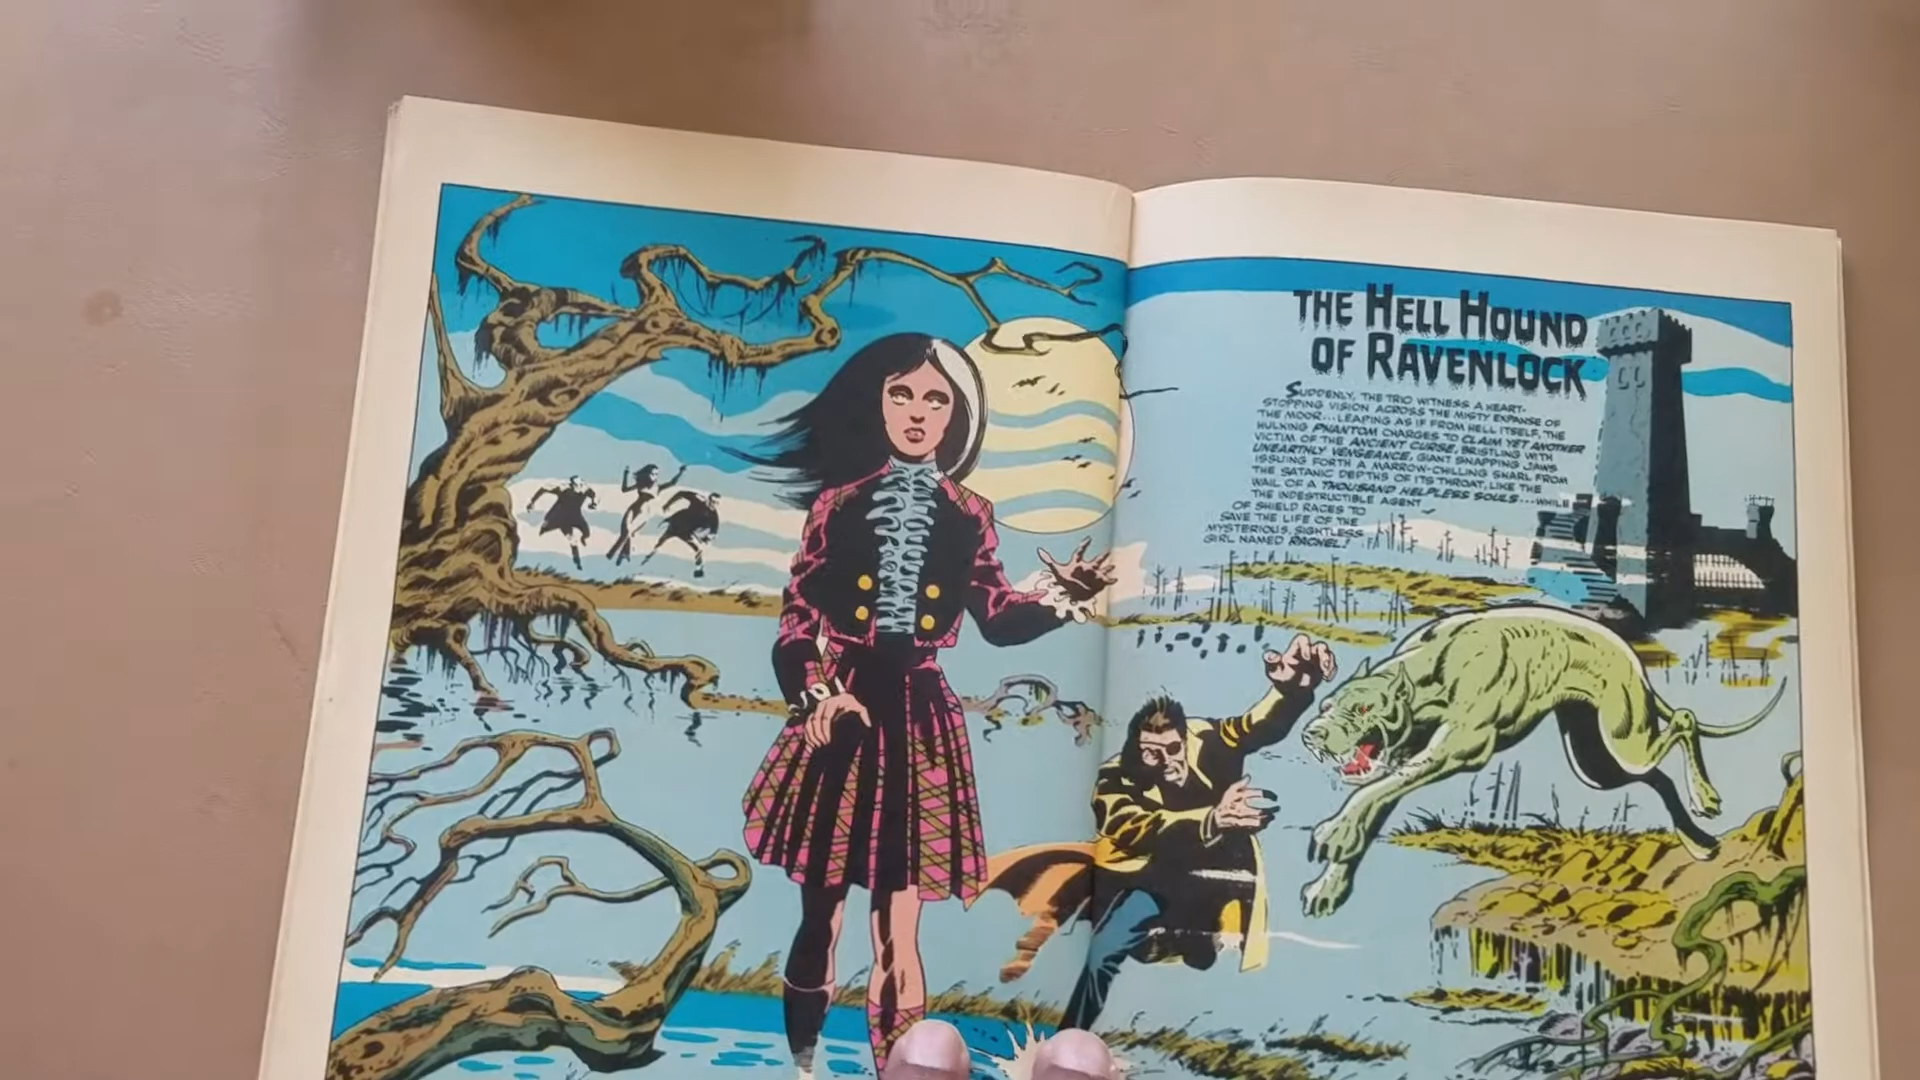 THE HELL HOUND
OF RAVENLOCK
SUDDENLY, THE TRIO WITNESS A HEART-
STOPPING VISION ACROSS THE MISTY EXPANSE OF
THE MOOR...LEAPING AS IF FROM HELL ITSELF, THE
HULKING PHANTOM CHARGES TO CLAIM YET ANOTHER
VICTIM OF THE ANCIENT CURSE, BRISTLING WITH
UNEARTHLY VENGEANCE, GIANT SNAPPING JAWS
ISSUING FORTH A MARROW-CHILLING SNARL FROM
THE SATANIC DEPTHS OF ITS THROAT, LIKE THE
WAIL OF A THOUSAND HELPLESS SOULS...WHILE
THE INDESTRUCTIBLE AGENT
OF SHIELD RACES TO
SAVE THE LIFE OF THE
MYSTERIOUS, SIGHTLESS
GIRL NAMED RACHEL!